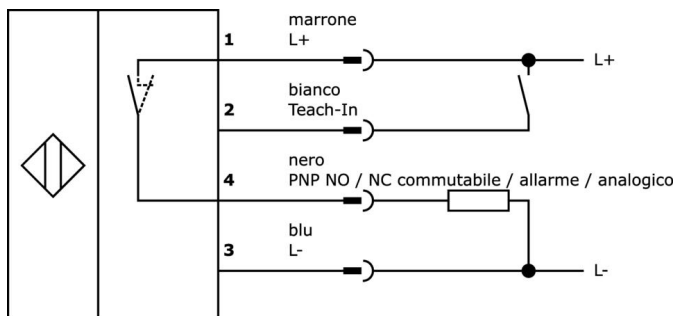 marrone
1 L+ L+
bianco
2 Teach-In
nero
4 PNP NO / NC commutabile / allarme / analogico
blu
3 L-
L-